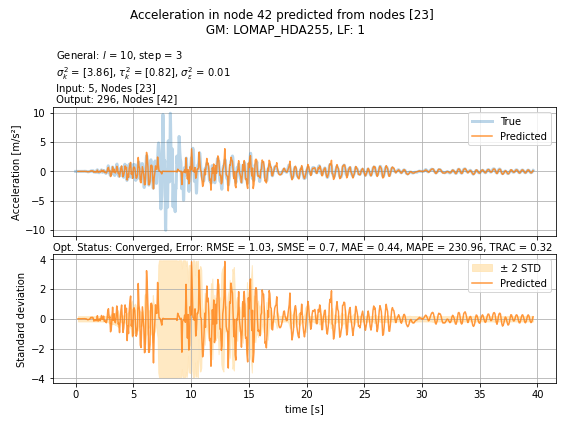 Acceleration in node 42 predicted from nodes [23]
GM: LOMAP_HDA255, LF: 1
General: l = 10, step = 3
σ²ₖ = [3.86], τ²ₖ = [0.82], σ²ε = 0.01
Input: 5, Nodes [23]
Output: 296, Nodes [42]
10
5
0
−5
−10
Acceleration [m/s²]
True
Predicted
Opt. Status: Converged, Error: RMSE = 1.03, SMSE = 0.7, MAE = 0.44, MAPE = 230.96, TRAC = 0.32
4
2
0
−2
−4
Standard deviation
± 2 STD
Predicted
0 5 10 15 20 25 30 35 40
time [s]